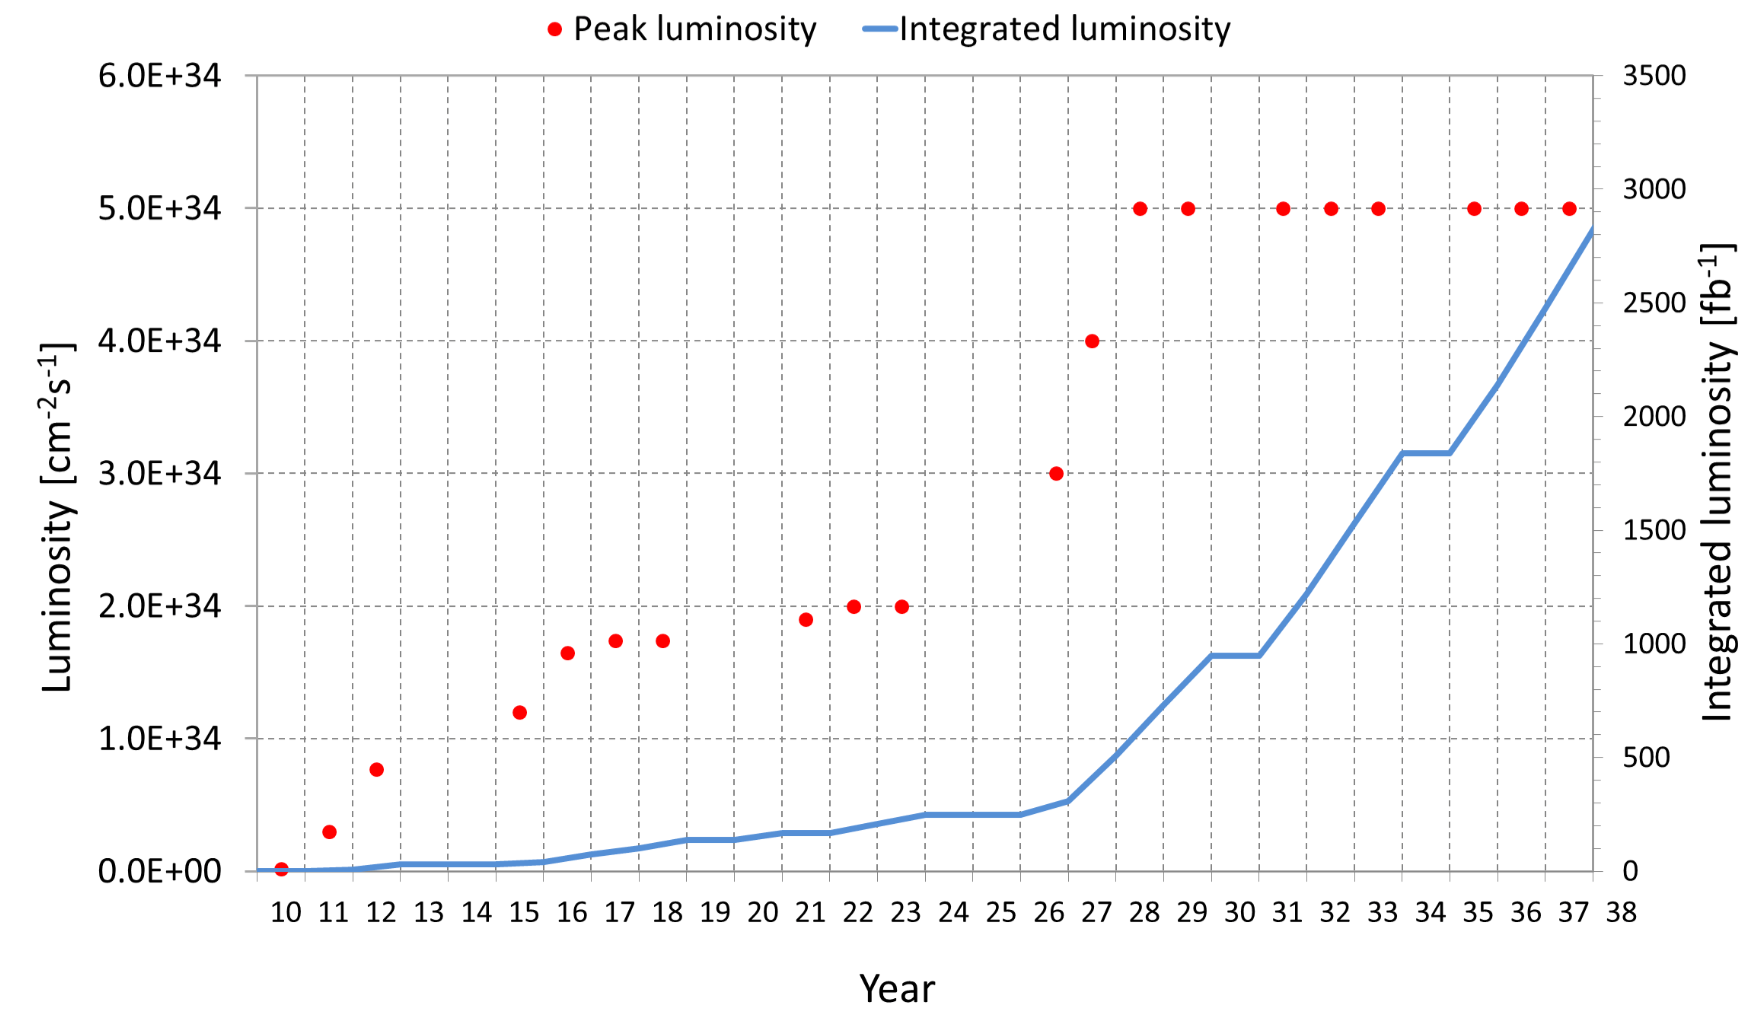 Peak luminosity Integrated luminosity
6.0E+34
5.0E+34
4.0E+34
3.0E+34
2.0E+34
1.0E+34
0.0E+00
Luminosity [cm-2s-1]
3500
3000
2500
2000
1500
1000
500
0
Integrated luminosity [fb-1]
10 11 12 13 14 15 16 17 18 19 20 21 22 23 24 25 26 27 28 29 30 31 32 33 34 35 36 37 38
Year